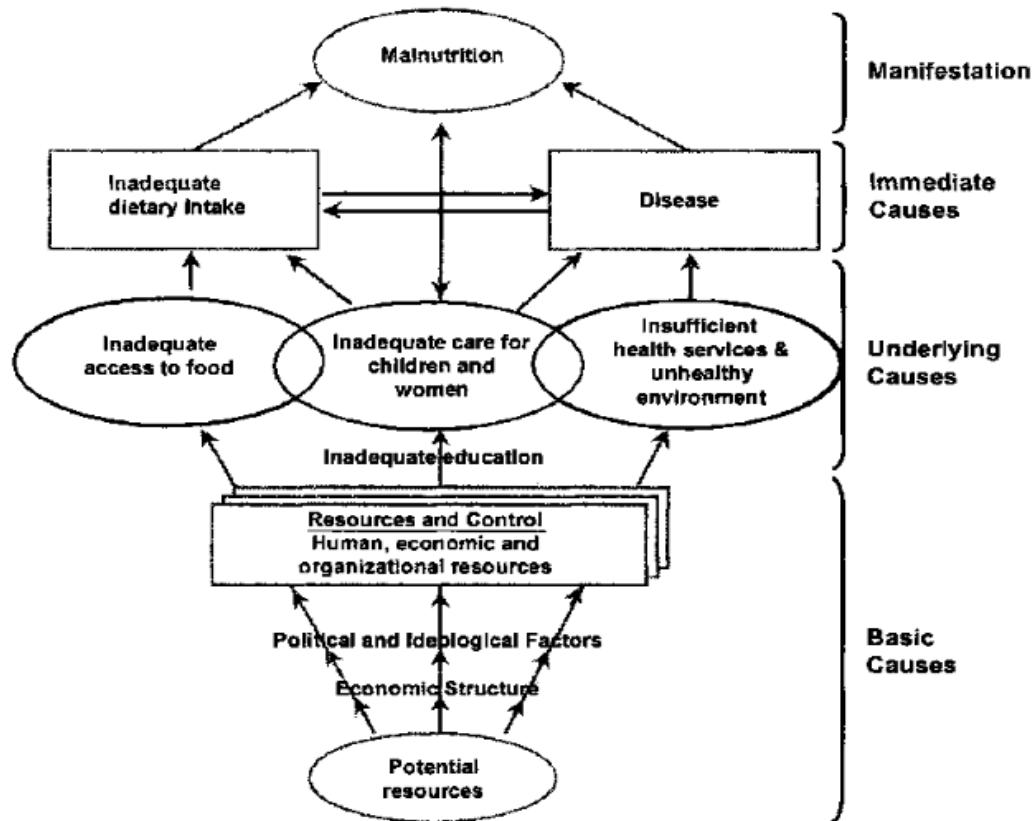 Malnutrition
Manifestation
Inadequate
dietary intake
Disease
Immediate
Causes
Inadequate
access to food
Inadequate care for
children and
women
Insufficient
health services &
unhealthy
environment
Underlying
Causes
Inadequate education
Resources and Control
Human, economic and
organizational resources
Political and Ideological Factors
Economic Structure
Basic
Causes
Potential
resources